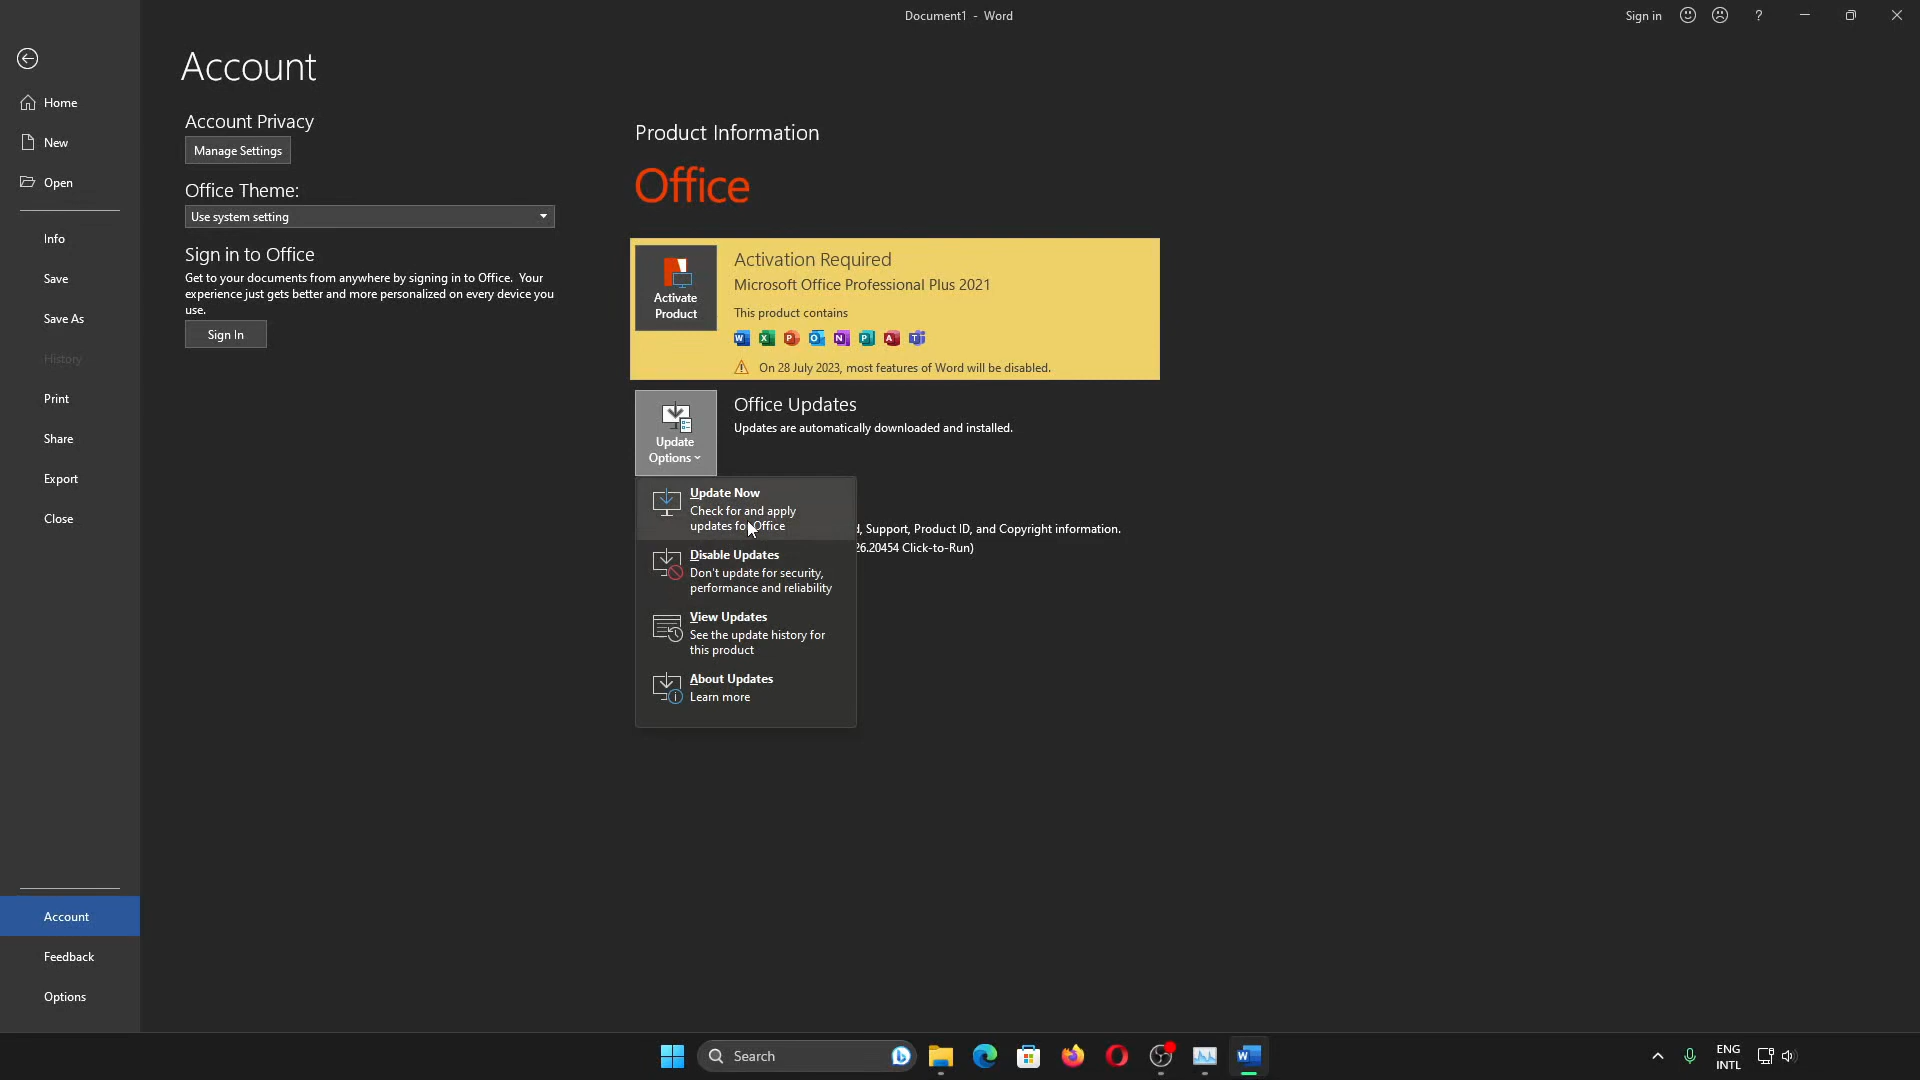 Document1 - Word
Sign in
?
Account
Home
New
Open
Info
Save
Save As
History
Print
Share
Export
Close
Account
Feedback
Options
Account Privacy
Manage Settings
Office Theme:
Use system setting
Sign in to Office
Get to your documents from anywhere by signing in to Office. Your
experience just gets better and more personalized on every device you
use.
Sign In
Product Information
Office
Activate
Product
Activation Required
Microsoft Office Professional Plus 2021
This product contains
W X P O N P A T
On 28 July 2023, most features of Word will be disabled.
Update
Options
Office Updates
Updates are automatically downloaded and installed.
Update Now
Check for and apply
updates for Office
Disable Updates
Don't update for security,
performance and reliability
View Updates
See the update history for
this product
About Updates
Learn more
, Support, Product ID, and Copyright information.
26.20454 Click-to-Run)
Search
W
ENG
INTL